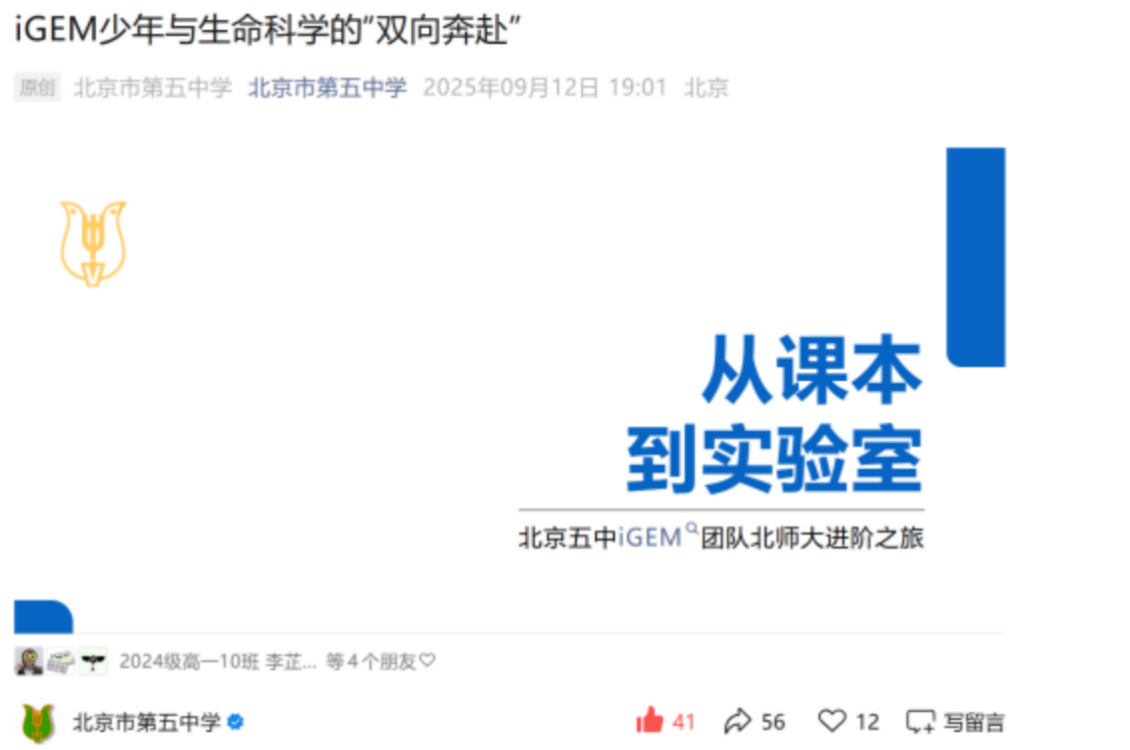 iGEM少年与生命科学的“双向奔赴”
原创 北京市第五中学 北京市第五中学 2025年09月12日 19:01 北京
从课本
到实验室
北京五中iGEM团队北师大进阶之旅
2024级高一10班 李芷... 等4个朋友♡
北京市第五中学 41 56 12 写留言